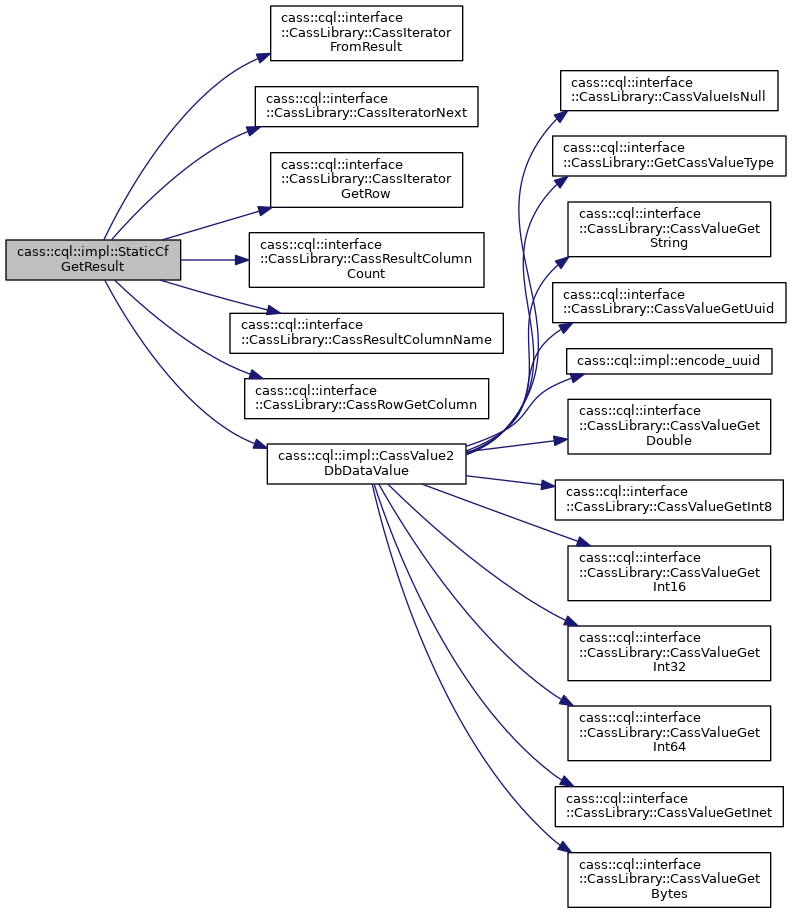 cass::cql::impl::StaticCf
GetResult
cass::cql::interface
::CassLibrary::CassIterator
FromResult
cass::cql::interface
::CassLibrary::CassIteratorNext
cass::cql::interface
::CassLibrary::CassIterator
GetRow
cass::cql::interface
::CassLibrary::CassResultColumn
Count
cass::cql::interface
::CassLibrary::CassResultColumnName
cass::cql::interface
::CassLibrary::CassRowGetColumn
cass::cql::impl::CassValue2
DbDataValue
cass::cql::interface
::CassLibrary::CassValueIsNull
cass::cql::interface
::CassLibrary::GetCassValueType
cass::cql::interface
::CassLibrary::CassValueGet
String
cass::cql::interface
::CassLibrary::CassValueGetUuid
cass::cql::impl::encode_uuid
cass::cql::interface
::CassLibrary::CassValueGet
Double
cass::cql::interface
::CassLibrary::CassValueGetInt8
cass::cql::interface
::CassLibrary::CassValueGet
Int16
cass::cql::interface
::CassLibrary::CassValueGet
Int32
cass::cql::interface
::CassLibrary::CassValueGet
Int64
cass::cql::interface
::CassLibrary::CassValueGetInet
cass::cql::interface
::CassLibrary::CassValueGet
Bytes